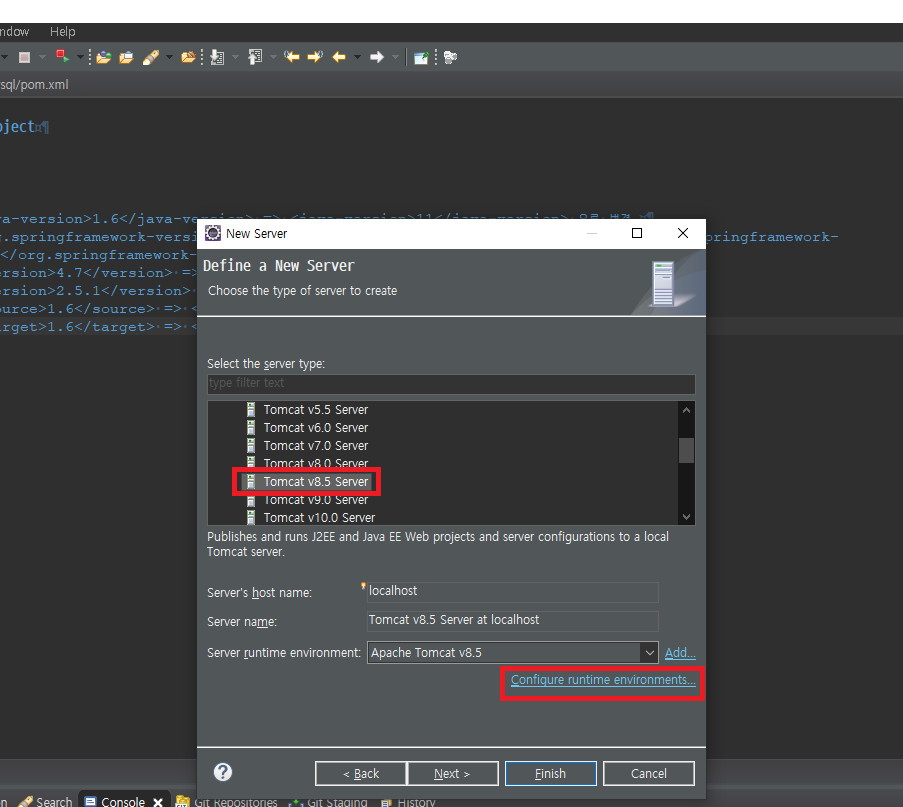 ndow Help
sql/pom.xml
oject¤¶
va-version>1.6</java-ver
g.springframework-versi
pringframework-
</org.springframework-
ersion>4.7</version> =>
ersion>2.5.1</version>
ource>1.6</source> => <
arget>1.6</target> => <
New Server
Define a New Server
Choose the type of server to create
Select the server type:
type filter text
Tomcat v5.5 Server
Tomcat v6.0 Server
Tomcat v7.0 Server
Tomcat v8.0 Server
Tomcat v8.5 Server
Tomcat v9.0 Server
Tomcat v10.0 Server
Publishes and runs J2EE and Java EE Web projects and server configurations to a local
Tomcat server.
Server's host name: localhost
Server name: Tomcat v8.5 Server at localhost
Server runtime environment: Apache Tomcat v8.5 Add...
Configure runtime environments...
? < Back Next > Finish Cancel
n Search Console Git Repositories Git Staging History